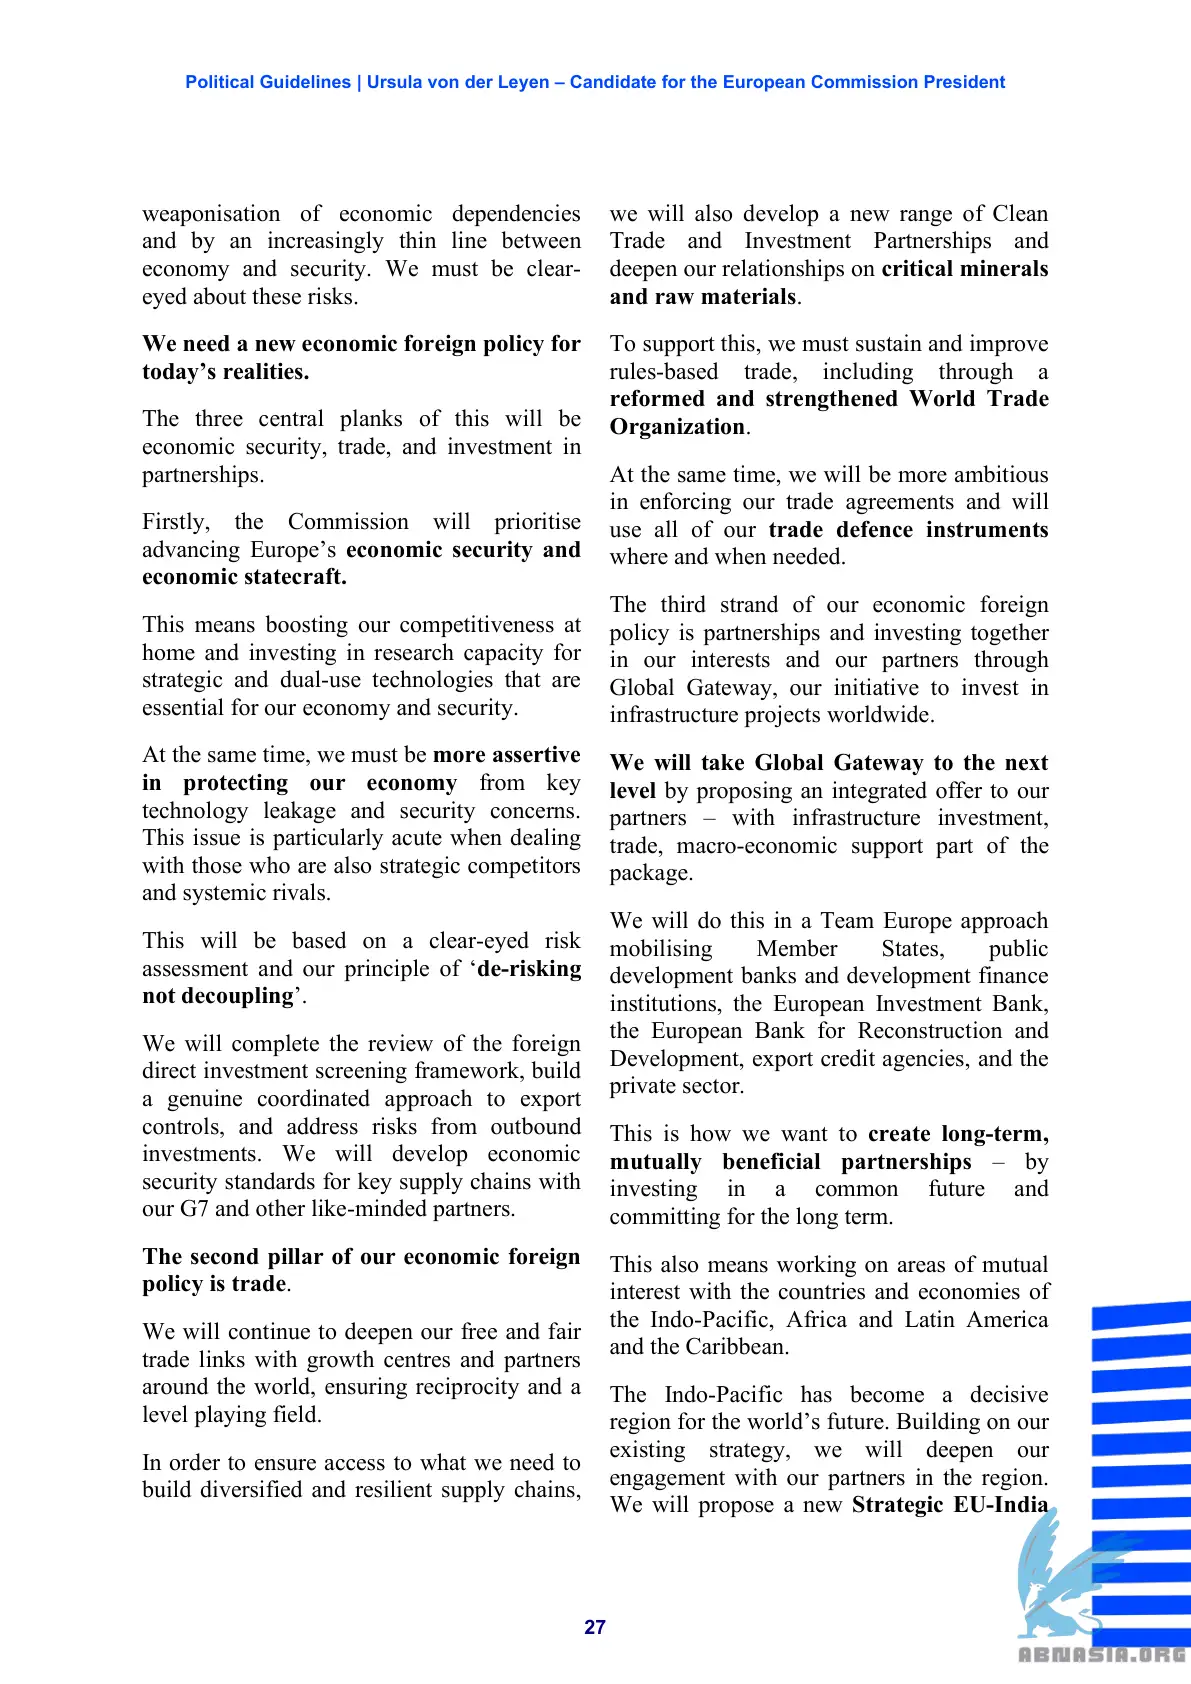 Political Guidelines | Ursula von der Leyen – Candidate for the European Commission President
weaponisation of economic dependencies
and by an increasingly thin line between
economy and security. We must be clear-
eyed about these risks.
We need a new economic foreign policy for
today’s realities.
The three central planks of this will be
economic security, trade, and investment in
partnerships.
Firstly, the Commission will prioritise
advancing Europe’s economic security and
economic statecraft.
This means boosting our competitiveness at
home and investing in research capacity for
strategic and dual-use technologies that are
essential for our economy and security.
At the same time, we must be more assertive
in protecting our economy from key
technology leakage and security concerns.
This issue is particularly acute when dealing
with those who are also strategic competitors
and systemic rivals.
This will be based on a clear-eyed risk
assessment and our principle of ‘de-risking
not decoupling’.
We will complete the review of the foreign
direct investment screening framework, build
a genuine coordinated approach to export
controls, and address risks from outbound
investments. We will develop economic
security standards for key supply chains with
our G7 and other like-minded partners.
The second pillar of our economic foreign
policy is trade.
We will continue to deepen our free and fair
trade links with growth centres and partners
around the world, ensuring reciprocity and a
level playing field.
In order to ensure access to what we need to
build diversified and resilient supply chains,
we will also develop a new range of Clean
Trade and Investment Partnerships and
deepen our relationships on critical minerals
and raw materials.
To support this, we must sustain and improve
rules-based trade, including through a
reformed and strengthened World Trade
Organization.
At the same time, we will be more ambitious
in enforcing our trade agreements and will
use all of our trade defence instruments
where and when needed.
The third strand of our economic foreign
policy is partnerships and investing together
in our interests and our partners through
Global Gateway, our initiative to invest in
infrastructure projects worldwide.
We will take Global Gateway to the next
level by proposing an integrated offer to our
partners – with infrastructure investment,
trade, macro-economic support part of the
package.
We will do this in a Team Europe approach
mobilising Member States, public
development banks and development finance
institutions, the European Investment Bank,
the European Bank for Reconstruction and
Development, export credit agencies, and the
private sector.
This is how we want to create long-term,
mutually beneficial partnerships – by
investing in a common future and
committing for the long term.
This also means working on areas of mutual
interest with the countries and economies of
the Indo-Pacific, Africa and Latin America
and the Caribbean.
The Indo-Pacific has become a decisive
region for the world’s future. Building on our
existing strategy, we will deepen our
engagement with our partners in the region.
We will propose a new Strategic EU-India
27
ABNASIA.ORG